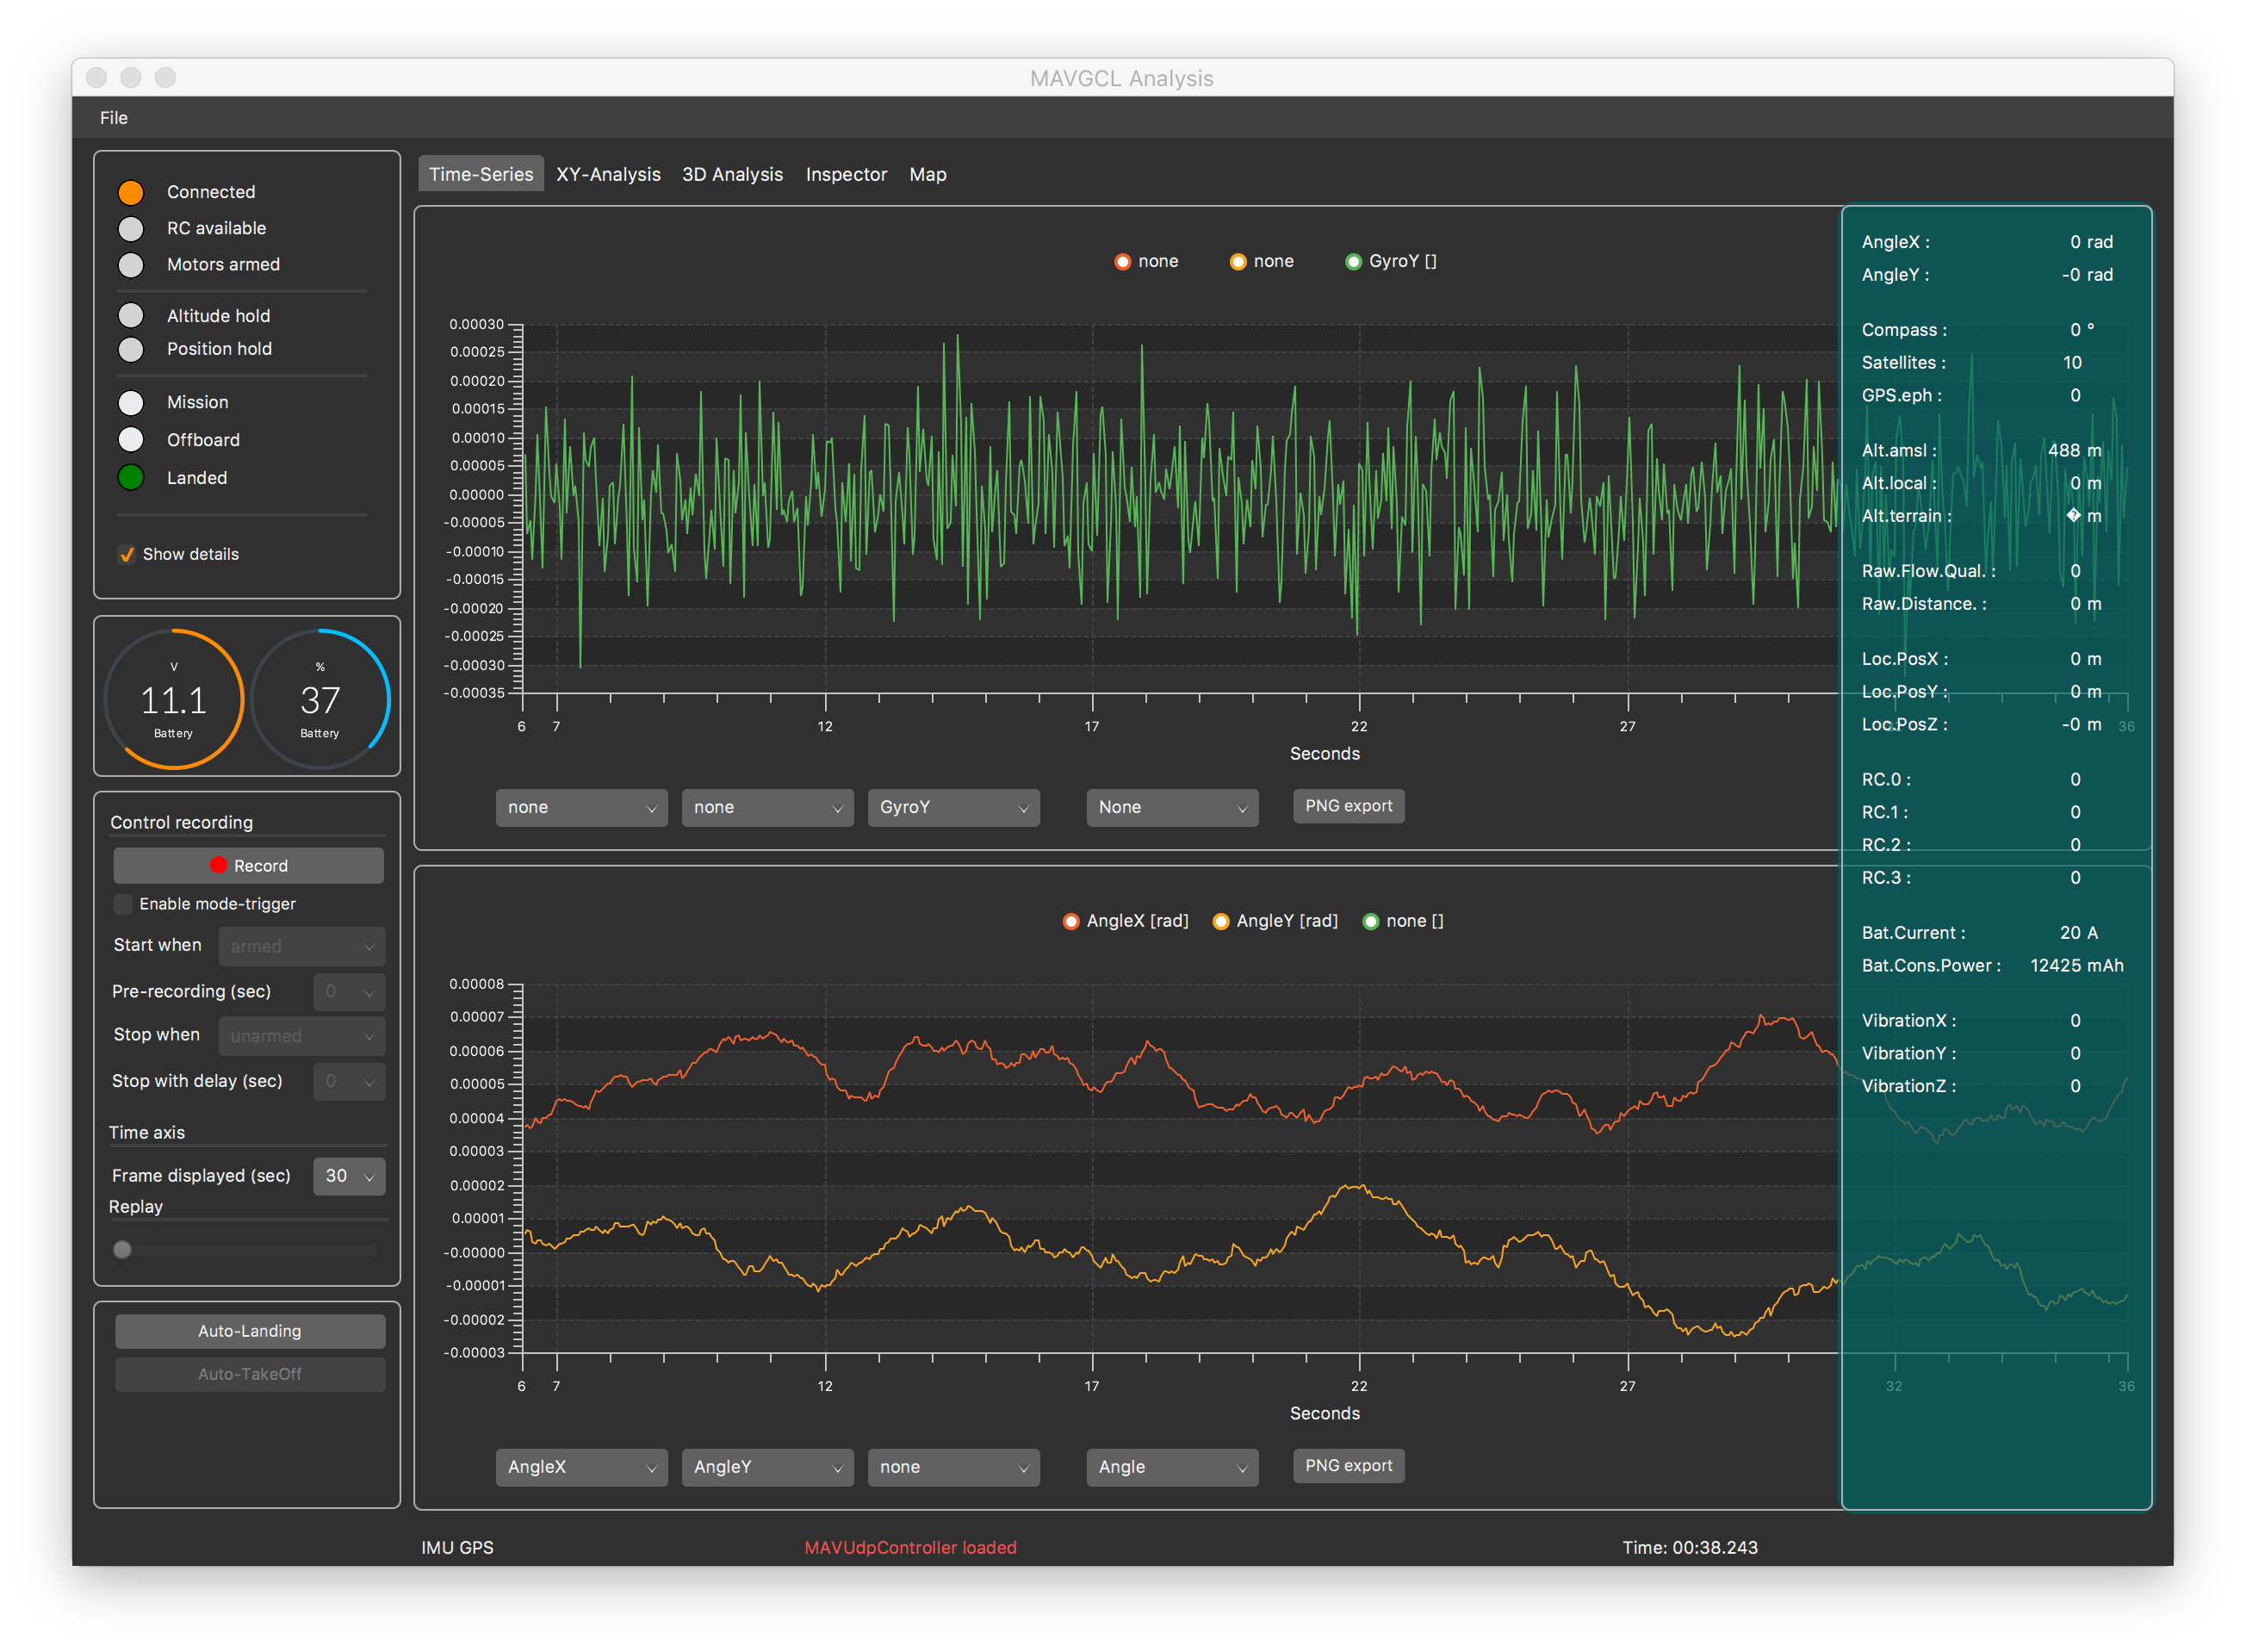 MAVGCL Analysis
File
Connected
RC available
Motors armed
Altitude hold
Position hold
Mission
Offboard
Landed
Show details
V
11.1
Battery
%
37
Battery
Control recording
Record
Enable mode-trigger
Start when armed
Pre-recording (sec) 0
Stop when unarmed
Stop with delay (sec) 0
Time axis
Frame displayed (sec) 30
Replay
Auto-Landing
Auto-TakeOff
Time-Series XY-Analysis 3D Analysis Inspector Map
none none GyroY []
0.00030
0.00025
0.00020
0.00015
0.00010
0.00005
0.00000
-0.00005
-0.00010
-0.00015
-0.00020
-0.00025
-0.00030
-0.00035
6 7 12 17 22 27 36
Seconds
none none GyroY None PNG export
AngleX [rad] AngleY [rad] none []
0.00008
0.00007
0.00006
0.00005
0.00004
0.00003
0.00002
0.00001
-0.00000
-0.00001
-0.00002
-0.00003
6 7 12 17 22 27 32 36
Seconds
AngleX AngleY none Angle PNG export
AngleX : 0 rad
AngleY : -0 rad
Compass : 0 °
Satellites : 10
GPS.eph : 0
Alt.amsl : 488 m
Alt.local : 0 m
Alt.terrain : � m
Raw.Flow.Qual. : 0
Raw.Distance. : 0 m
Loc.PosX : 0 m
Loc.PosY : 0 m
Loc.PosZ : -0 m
RC.0 : 0
RC.1 : 0
RC.2 : 0
RC.3 : 0
Bat.Current : 20 A
Bat.Cons.Power : 12425 mAh
VibrationX : 0
VibrationY : 0
VibrationZ : 0
IMU GPS MAVUdpController loaded Time: 00:38.243